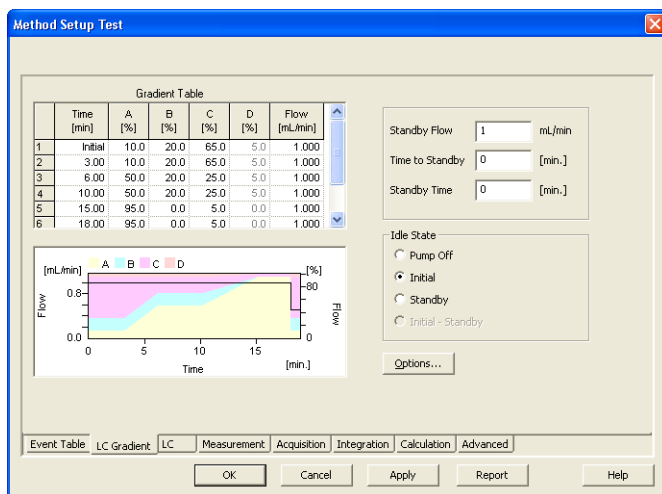 Method Setup Test
Gradient Table
Time [min] A [%] B [%] C [%] D [%] Flow [mL/min]
1 Initial 10.0 20.0 65.0 5.0 1.000
2 3.00 10.0 20.0 65.0 5.0 1.000
3 6.00 50.0 20.0 25.0 5.0 1.000
4 10.00 50.0 20.0 25.0 5.0 1.000
5 15.00 95.0 0.0 5.0 0.0 1.000
6 18.00 95.0 0.0 5.0 0.0 1.000
Standby Flow 1 mL/min
Time to Standby 0 [min.]
Standby Time 0 [min.]
Idle State
Pump Off
Initial
Standby
Initial - Standby
Options...
[mL/min] A B C D [%]
0.8 80
Flow Flow
0.0 0
0 5 10 15 [min.]
Time
Event Table LC Gradient LC Measurement Acquisition Integration Calculation Advanced
OK Cancel Apply Report Help